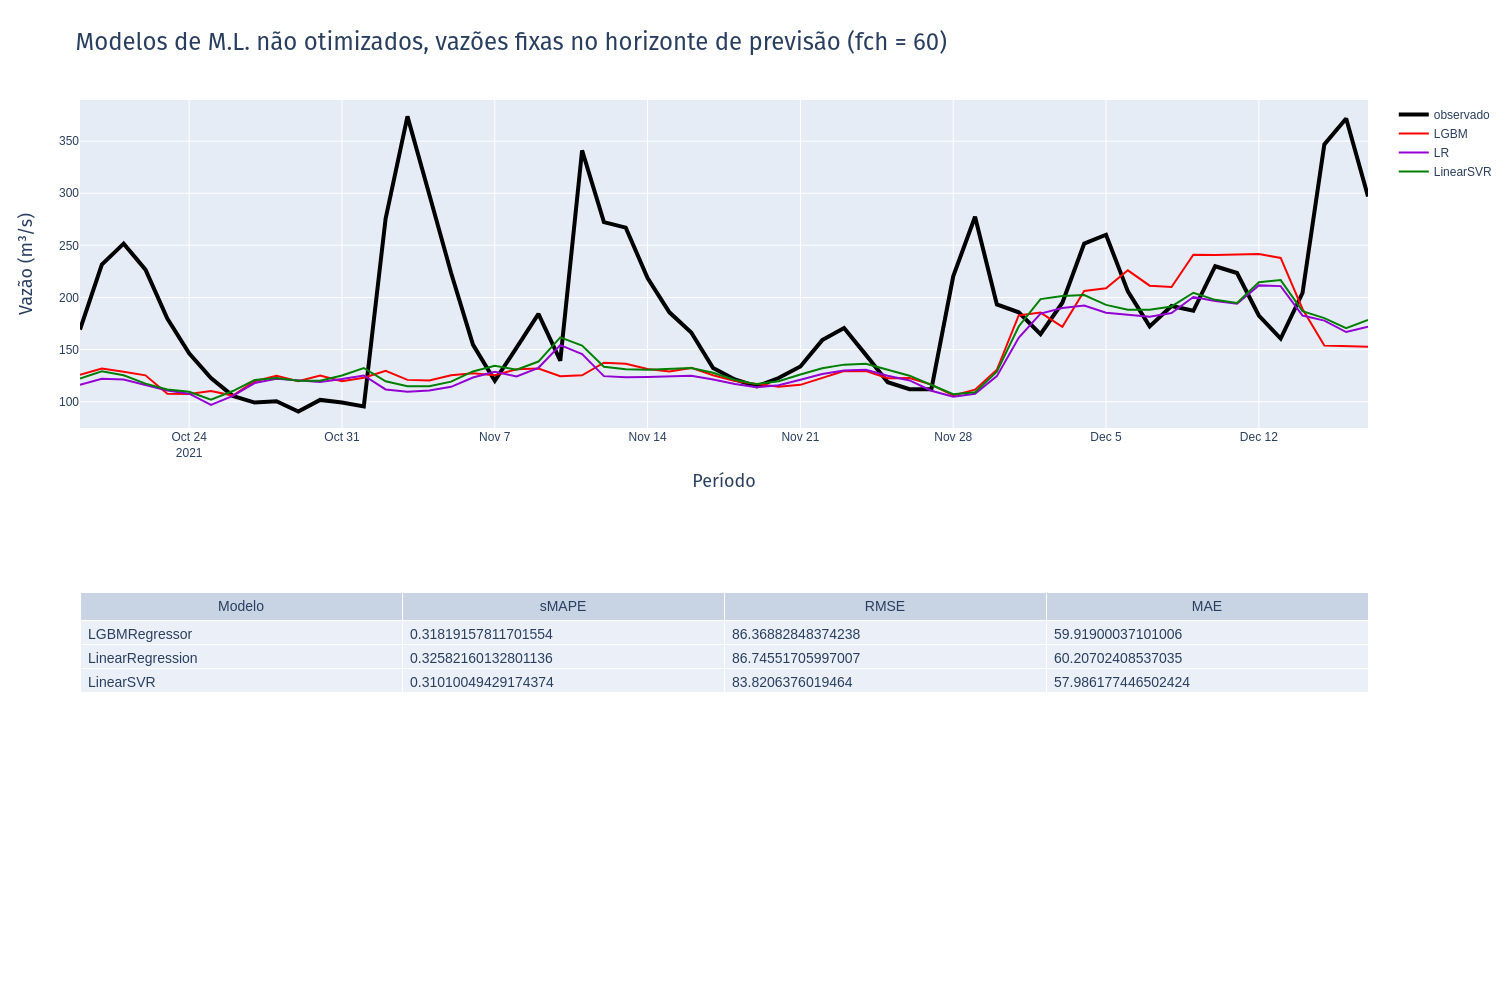 Modelos de M.L. não otimizados, vazões fixas no horizonte de previsão (fch = 60)
observado
LGBM
LR
LinearSVR
Vazão (m³/s)
350
300
250
200
150
100
Oct 24
2021
Oct 31
Nov 7
Nov 14
Nov 21
Nov 28
Dec 5
Dec 12
Período
Modelo sMAPE RMSE MAE
LGBMRegressor 0.31819157811701554 86.36882848374238 59.91900037101006
LinearRegression 0.32582160132801136 86.74551705997007 60.20702408537035
LinearSVR 0.31010049429174374 83.8206376019464 57.986177446502424